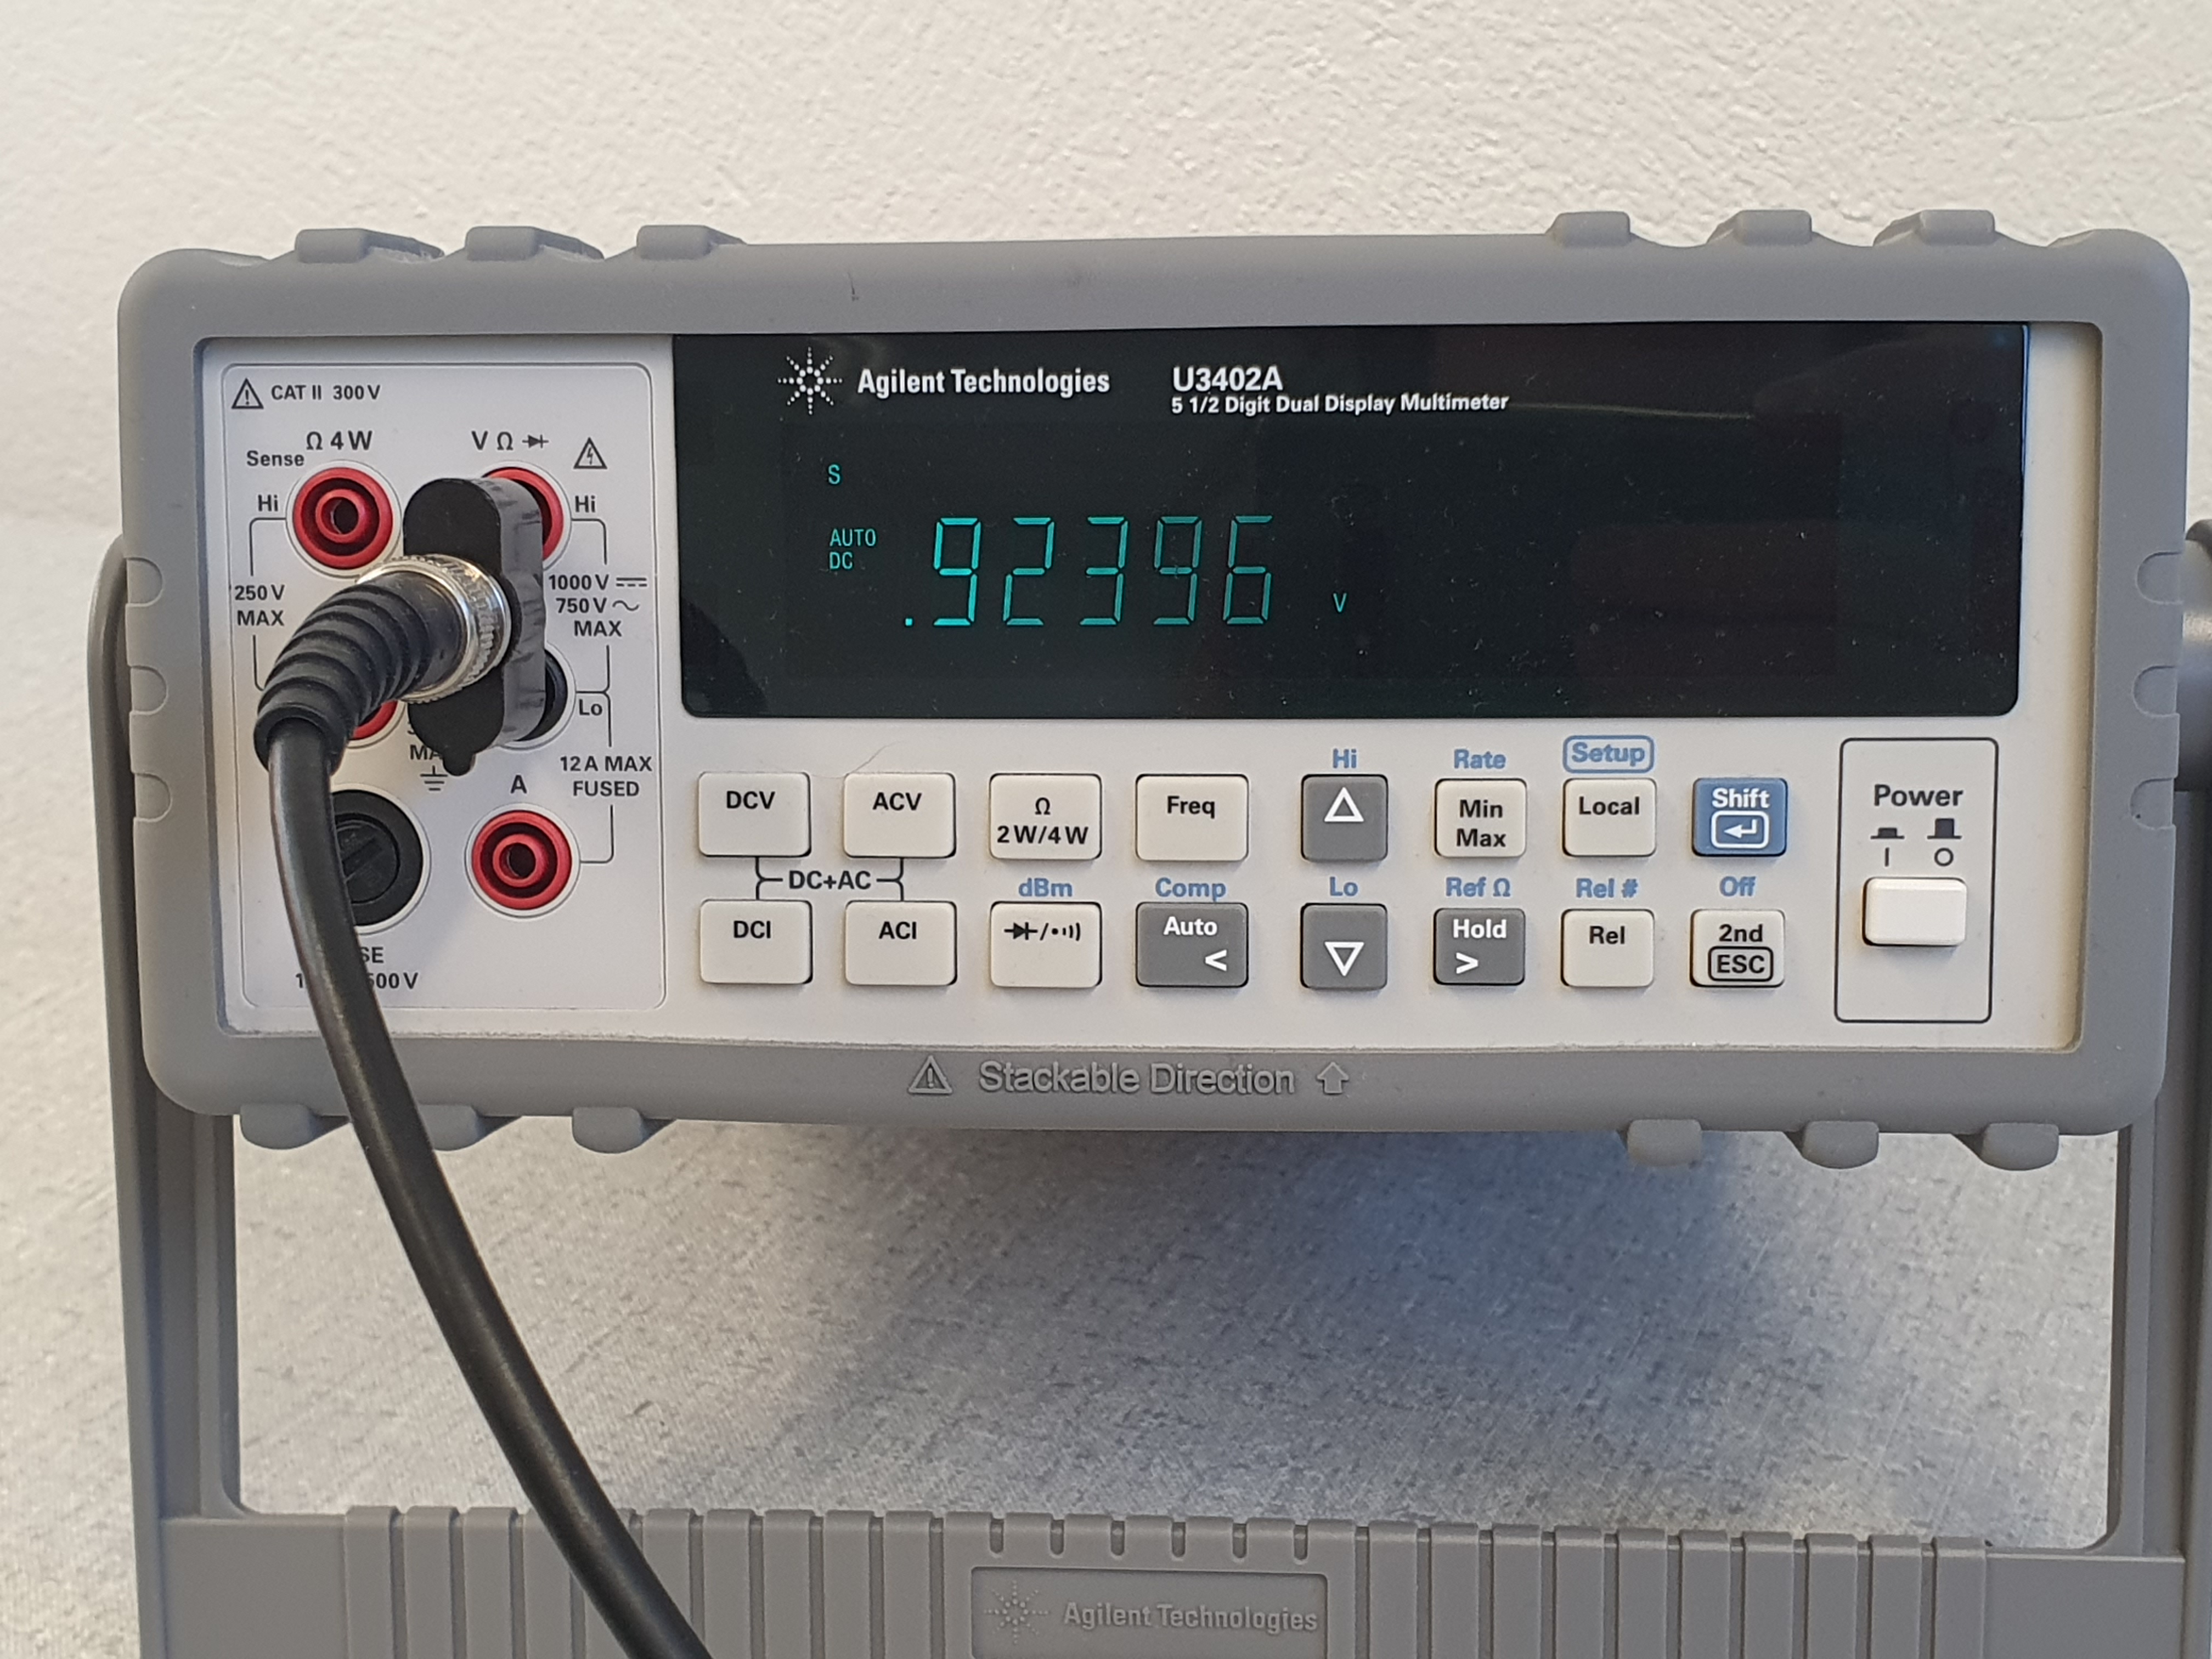 Agilent Technologies
U3402A
5 1/2 Digit Dual Display Multimeter
CAT II 300 V
Ω 4 W
Sense
V Ω
Hi
Hi
250 V
MAX
1000 V
750 V
MAX
Lo
12 A MAX
FUSED
A
S
AUTO
DC
.92396 V
Hi
Rate
Setup
DCV
ACV
Ω
2 W/4 W
Freq
Min
Max
Local
Shift
DC+AC
dBm
Comp
Lo
Ref Ω
Rel #
Off
DCI
ACI
Auto
<
Hold
>
Rel
2nd
ESC
Power
I O
Stackable Direction
Agilent Technologies